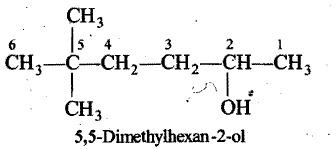 CH₃
6 5 4 3 2 1
CH₃—C—CH₂—CH₂—CH—CH₃
CH₃ OH
5,5-Dimethylhexan-2-ol